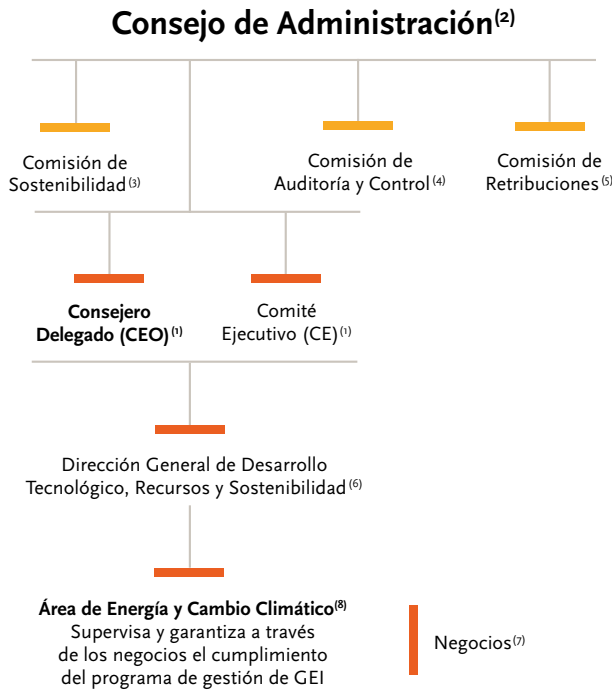 Consejo de Administración(2)
Comisión de
Sostenibilidad(3)
Comisión de
Auditoría y Control(4)
Comisión de
Retribuciones(5)
Consejero
Delegado (CEO)(1)
Comité
Ejecutivo (CE)(1)
Dirección General de Desarrollo
Tecnológico, Recursos y Sostenibilidad(6)
Área de Energía y Cambio Climático(8)
Supervisa y garantiza a través
de los negocios el cumplimiento
del programa de gestión de GEI
Negocios(7)